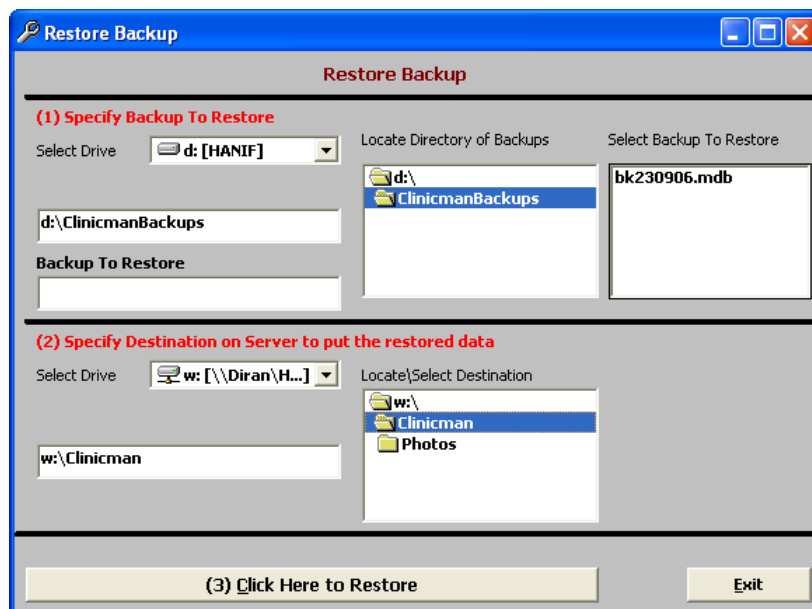 Restore Backup
Restore Backup
(1) Specify Backup To Restore
Select Drive
d: [HANIF]
Locate Directory of Backups
Select Backup To Restore
d:\
ClinicmanBackups
bk230906.mdb
d:\ClinicmanBackups
Backup To Restore
(2) Specify Destination on Server to put the restored data
Select Drive
w: [\\Diran\H...]
Locate\Select Destination
w:\
Clinicman
Photos
w:\Clinicman
(3) Click Here to Restore
Exit